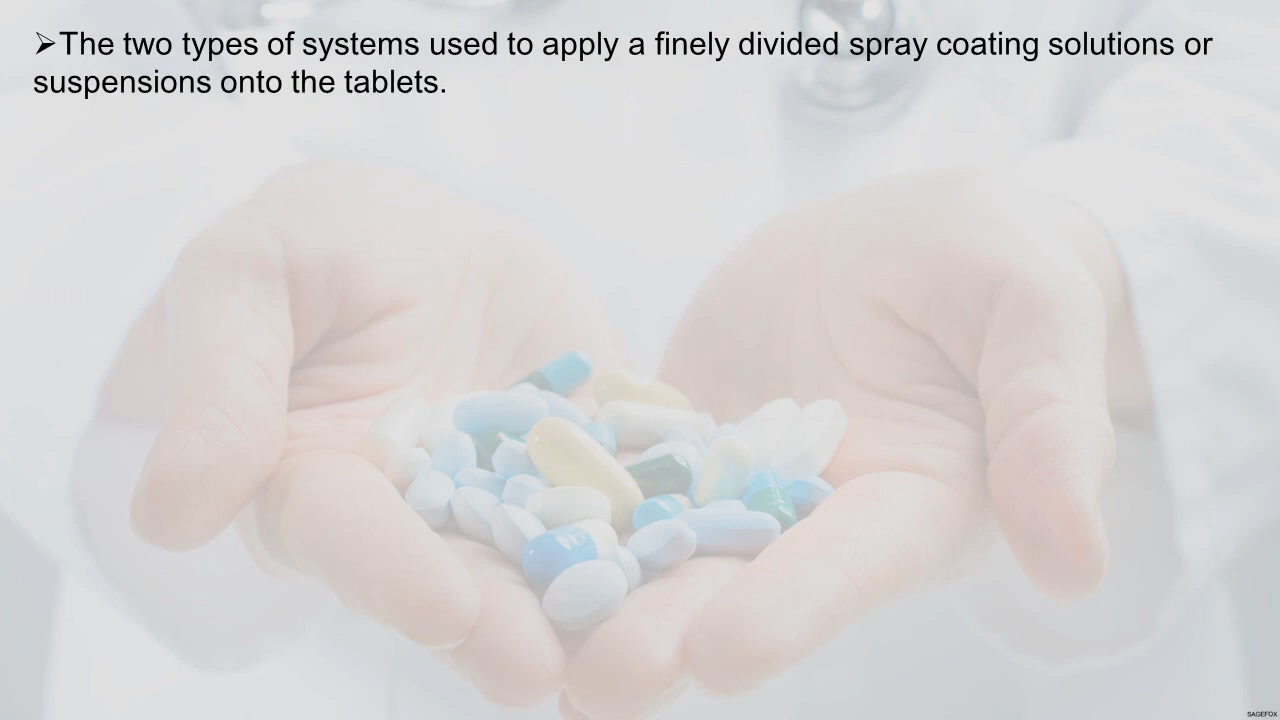 ➢The two types of systems used to apply a finely divided spray coating solutions or
suspensions onto the tablets.
SAGEFOX